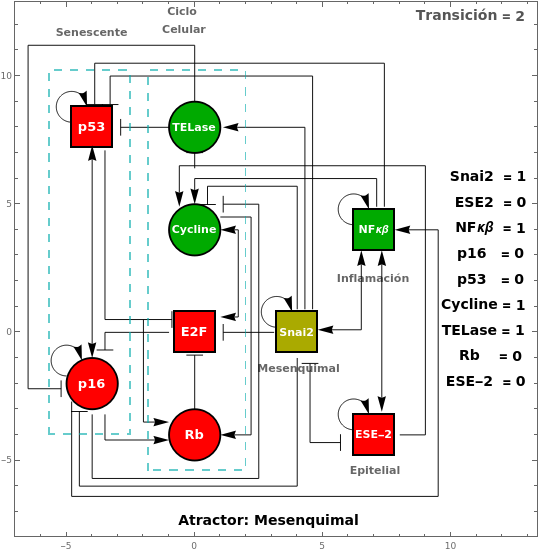 Ciclo
Celular
Senescente
Transición = 2
10
p53
TELase
Snai2 = 1
ESE2 = 0
5
Cycline
NFκβ
NFκβ = 1
p16 = 0
p53 = 0
Inflamación
Cycline = 1
0
E2F
Snai2
TELase = 1
Rb = 0
Mesenquimal
p16
ESE−2 = 0
Rb
ESE−2
−5
Epitelial
Atractor: Mesenquimal
−5
0
5
10